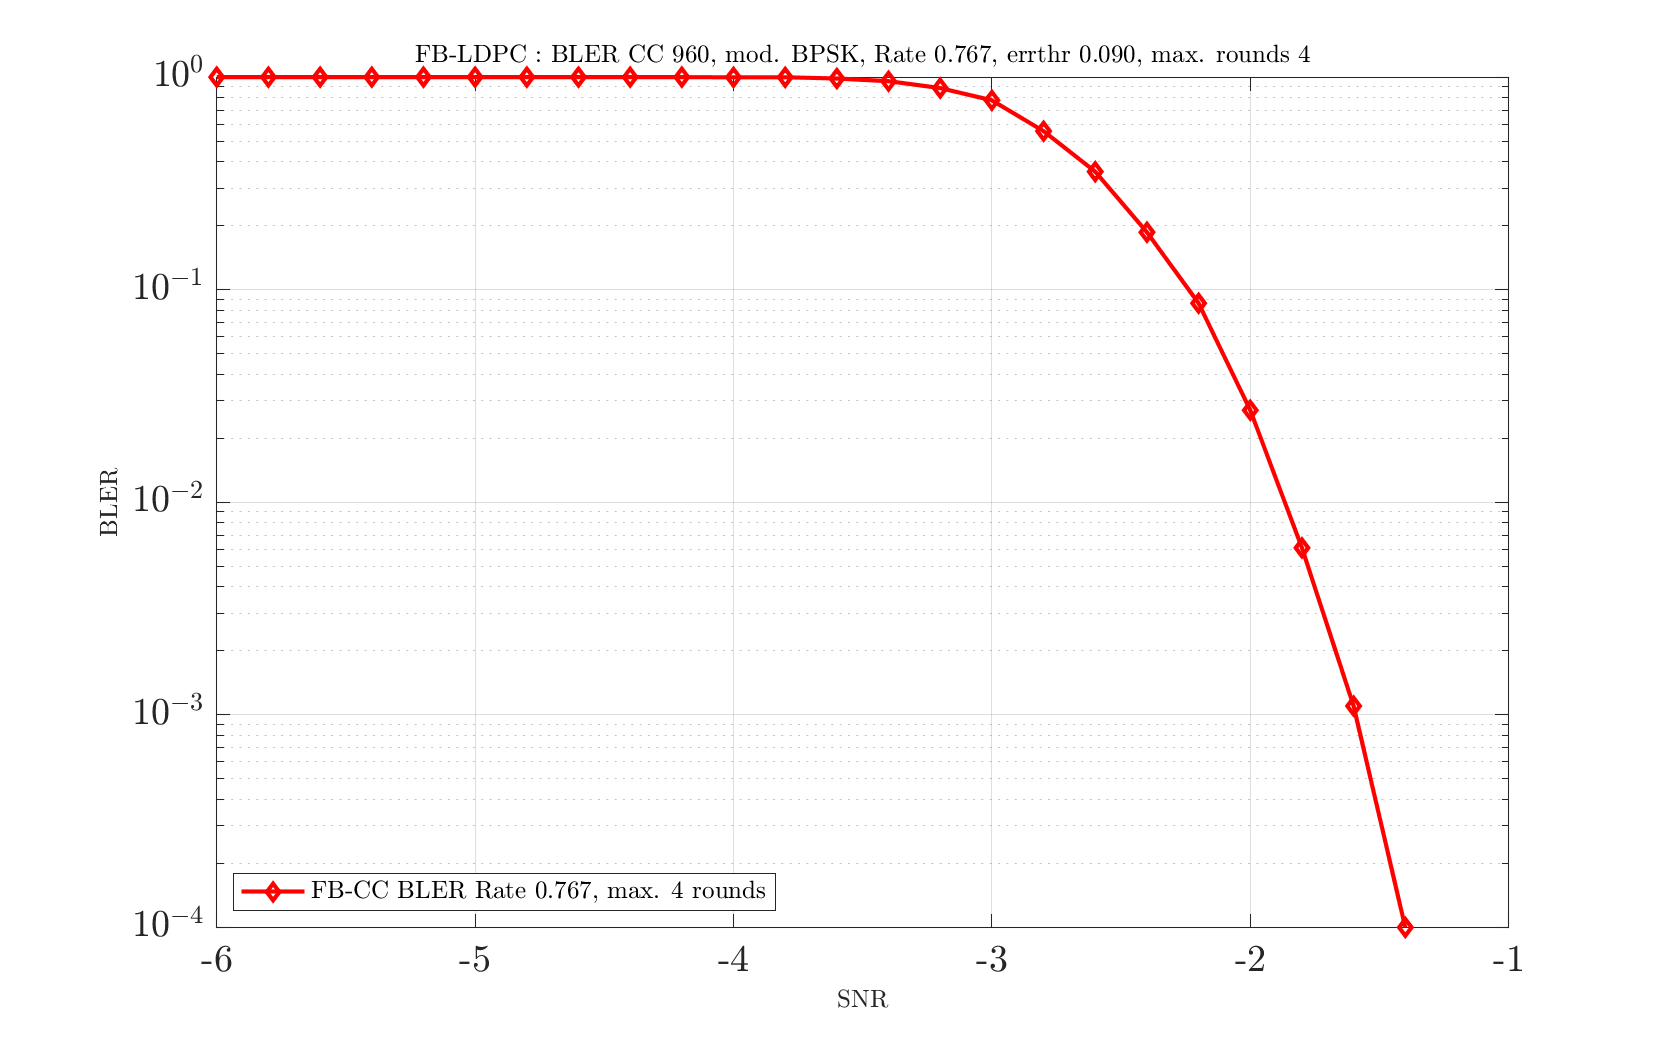 FB-LDPC : BLER CC 960, mod. BPSK, Rate 0.767, errthr 0.090, max. rounds 4
10^0
10^-1
10^-2
10^-3
10^-4
BLER
FB-CC BLER Rate 0.767, max. 4 rounds
-6 -5 -4 -3 -2 -1
SNR